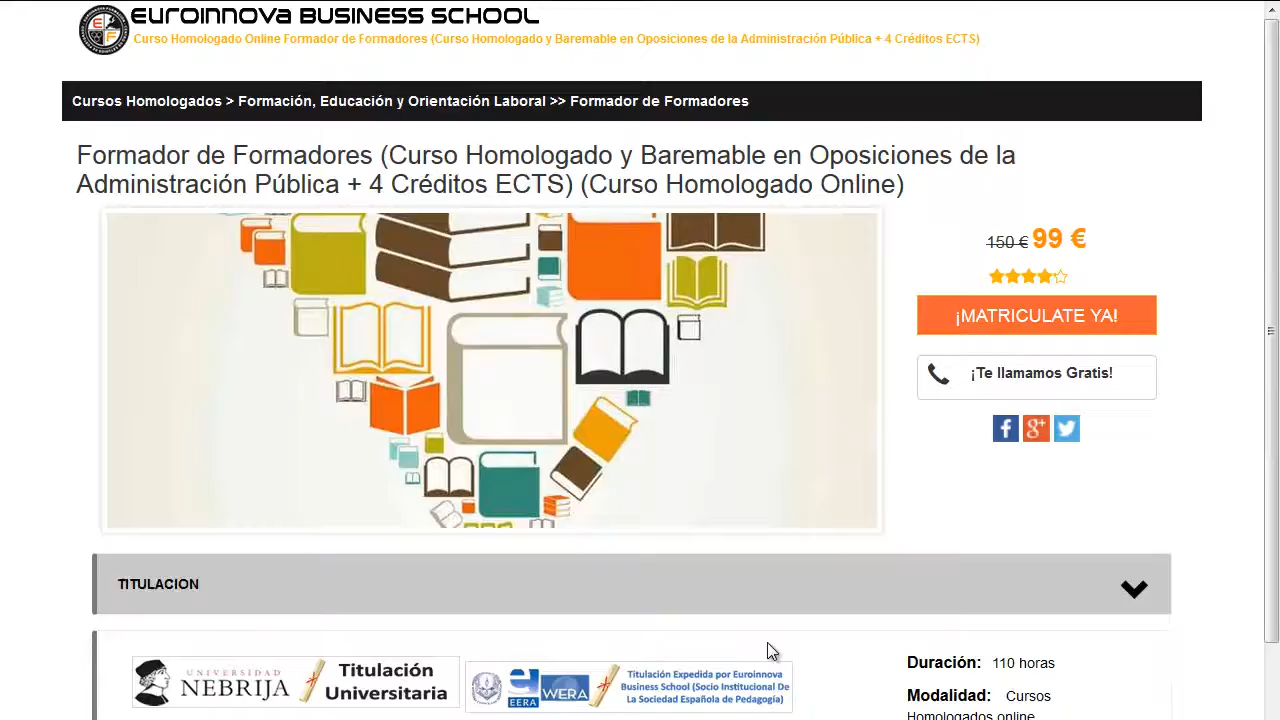 EUROINNOVA BUSINESS SCHOOL
Curso Homologado Online Formador de Formadores (Curso Homologado y Baremable en Oposiciones de la Administración Pública + 4 Créditos ECTS)
Cursos Homologados > Formación, Educación y Orientación Laboral >> Formador de Formadores
Formador de Formadores (Curso Homologado y Baremable en Oposiciones de la
Administración Pública + 4 Créditos ECTS) (Curso Homologado Online)
150 € 99 €
¡MATRICULATE YA!
¡Te llamamos Gratis!
TITULACION
UNIVERSIDAD
NEBRIJA
Titulación
Universitaria
EERA
WERA
Titulación Expedida por Euroinnova
Business School (Socio Institucional De
La Sociedad Española de Pedagogía)
Duración: 110 horas
Modalidad: Cursos
Homologados online